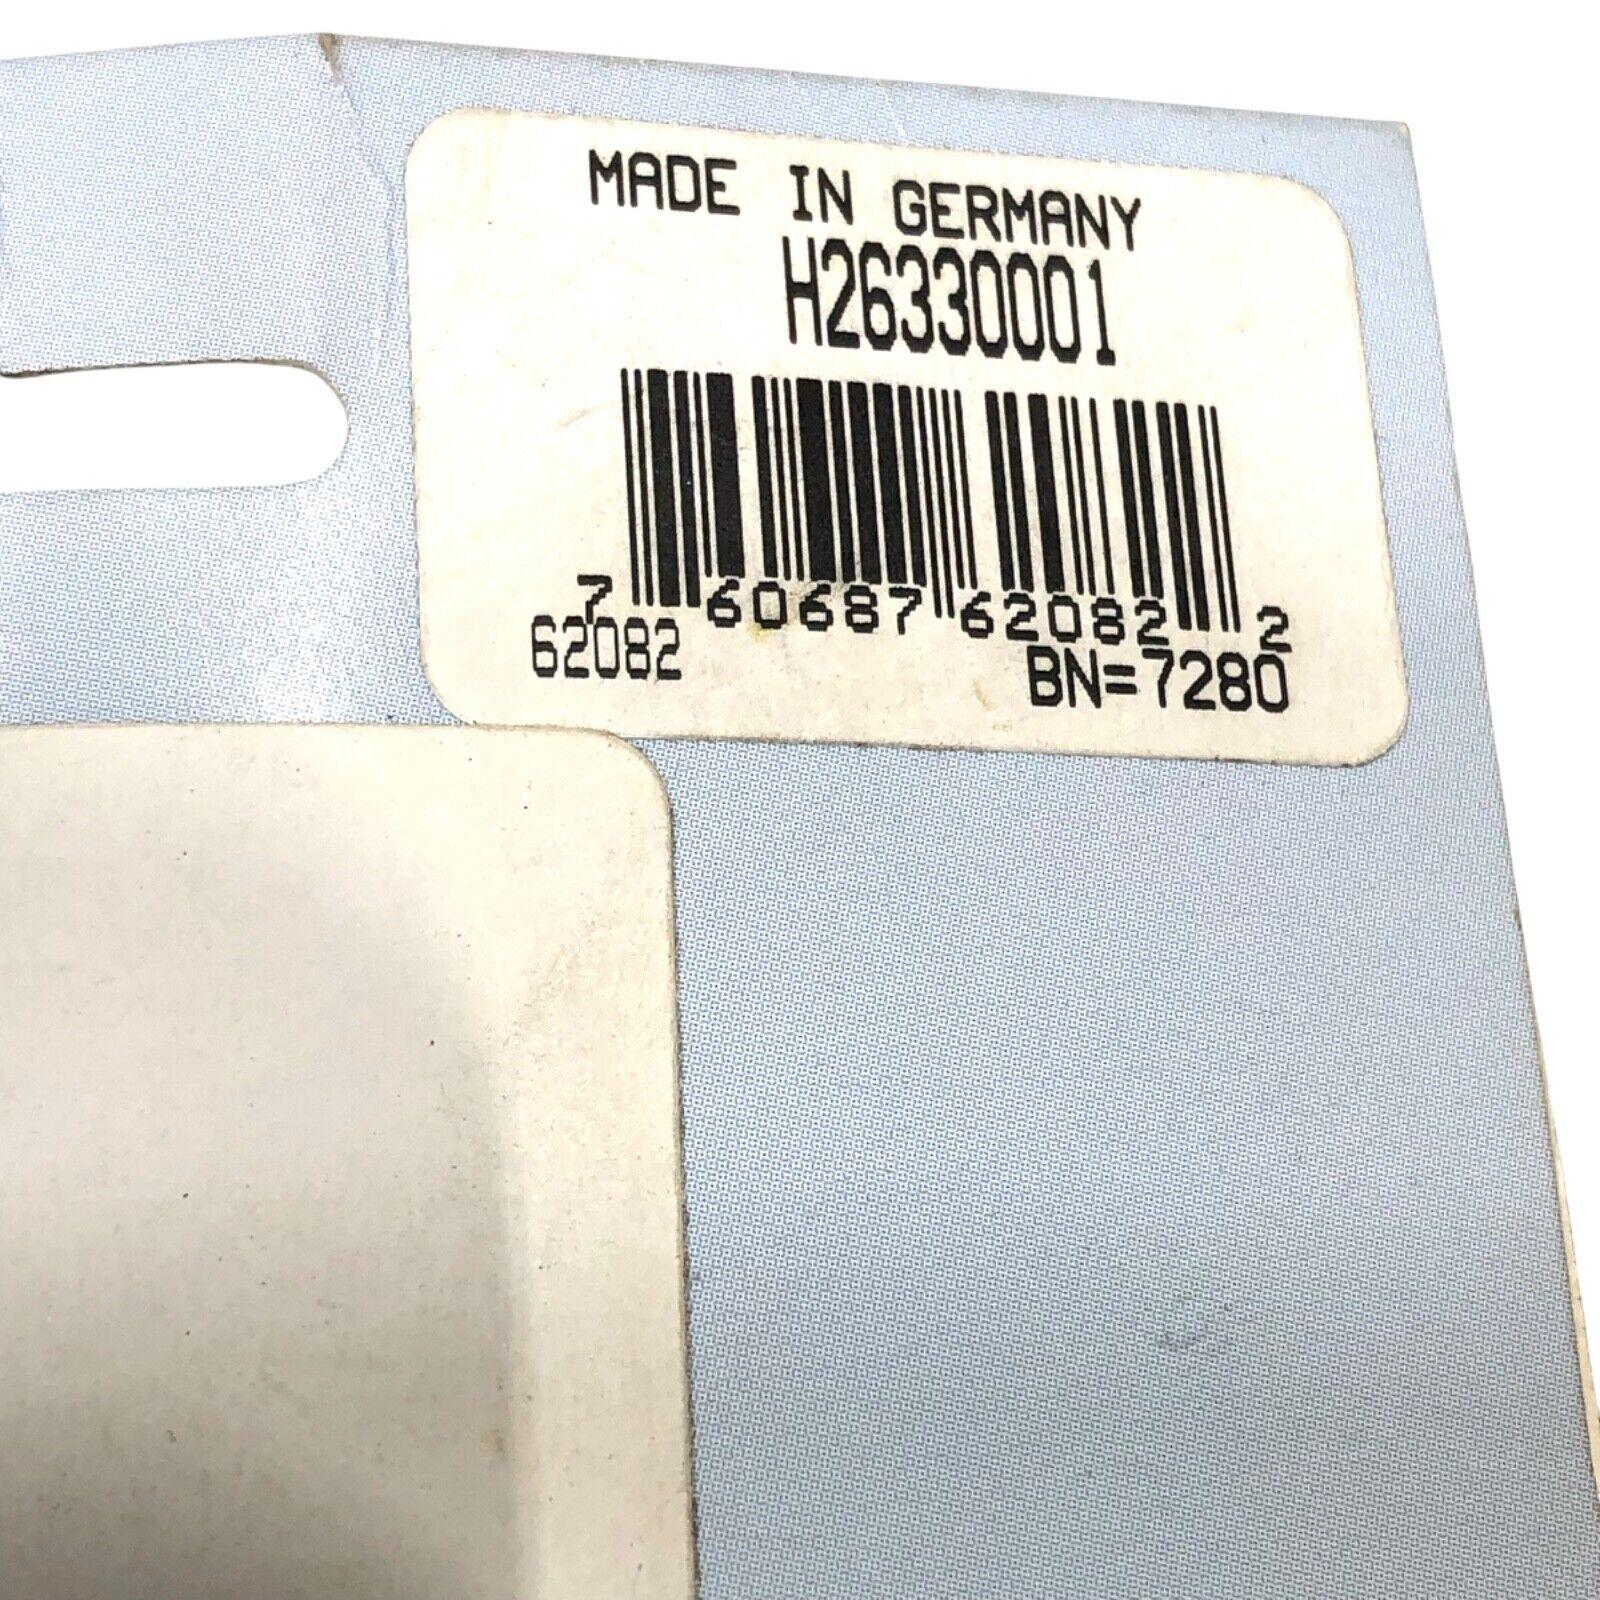 MADE IN GERMANY
H26330001
7 60687 62082 2
62082 BN=7280